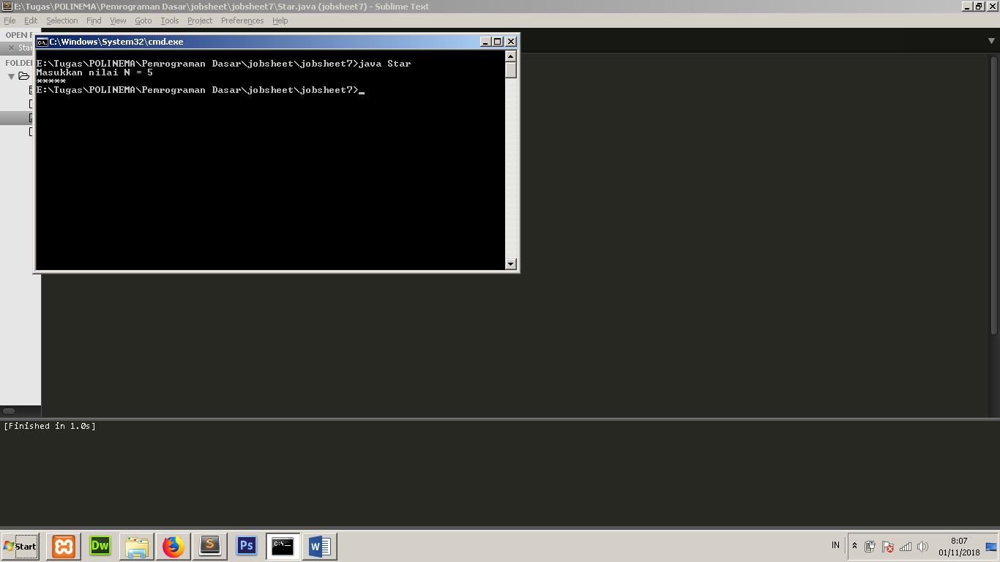 E:\Tugas\POLINEMA\Pemrograman Dasar\jobsheet\jobsheet7\Star.java (jobsheet7) - Sublime Text
File Edit Selection Find View Goto Tools Project Preferences Help
OPEN F
Star
FOLDE
C:\Windows\System32\cmd.exe
E:\Tugas\POLINEMA\Pemrograman Dasar\jobsheet\jobsheet7>java Star
Masukkan nilai N = 5
*****
E:\Tugas\POLINEMA\Pemrograman Dasar\jobsheet\jobsheet7>_
[Finished in 1.0s]
Start
Dw
Ps
C:\_
W
IN
8:07
01/11/2018